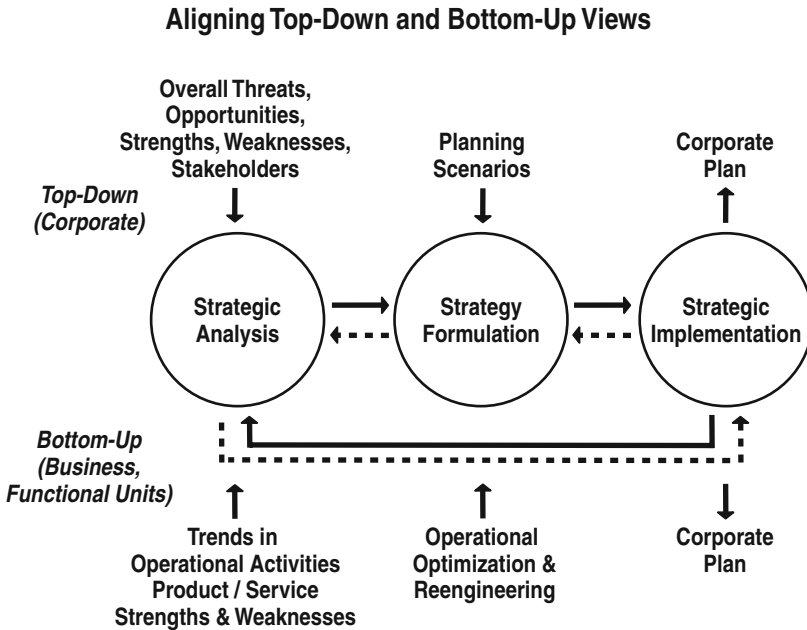 Aligning Top-Down and Bottom-Up Views
Overall Threats,
Opportunities,
Strengths, Weaknesses,
Stakeholders
Planning
Scenarios
Corporate
Plan
Top-Down
(Corporate)
Strategic
Analysis
Strategy
Formulation
Strategic
Implementation
Bottom-Up
(Business,
Functional Units)
Trends in
Operational Activities
Product / Service
Strengths & Weaknesses
Operational
Optimization &
Reengineering
Corporate
Plan